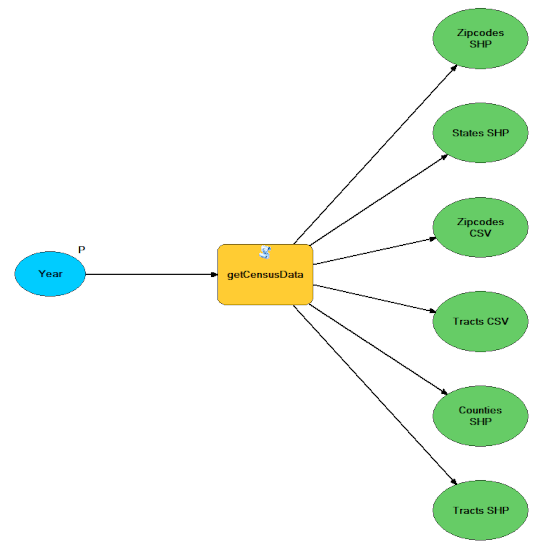 Zipcodes
SHP
States SHP
Zipcodes
CSV
P
Year
getCensusData
Tracts CSV
Counties
SHP
Tracts SHP